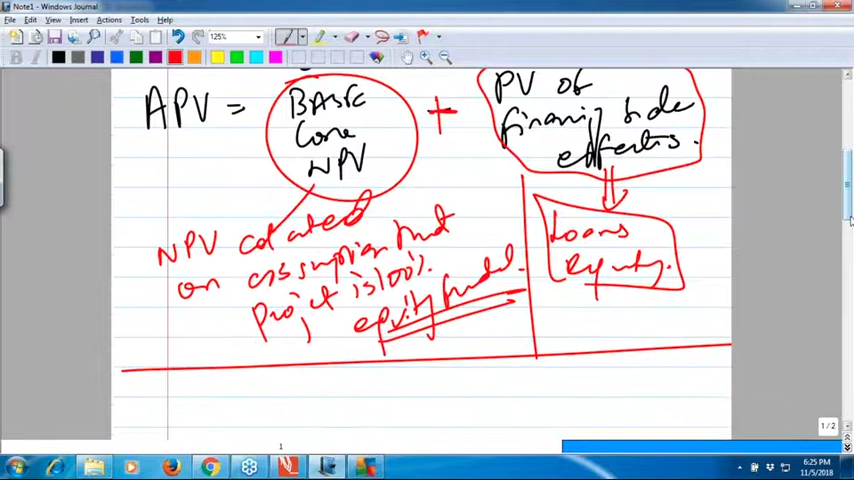 Note1 - Windows Journal
File Edit View Insert Actions Tools Help
125%
APV = BASE
Core
NPV
+
PV of
financing side
effects.
Loans
Equity.
NPV calculated
on assumption that
Project is 100%
equity funded.
1/2
1
6:25 PM
11/5/2018